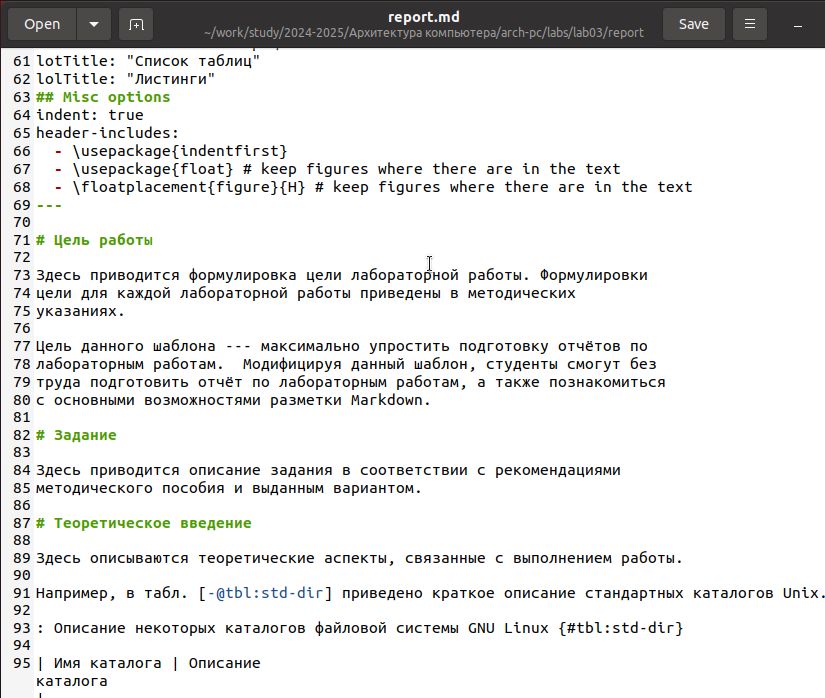 Open
report.md
~/work/study/2024-2025/Архитектура компьютера/arch-pc/labs/lab03/report
Save
61 lotTitle: "Список таблиц"
62 lolTitle: "Листинги"
63 ## Misc options
64 indent: true
65 header-includes:
66   - \usepackage{indentfirst}
67   - \usepackage{float} # keep figures where there are in the text
68   - \floatplacement{figure}{H} # keep figures where there are in the text
69 ---
70
71 # Цель работы
72
73 Здесь приводится формулировка цели лабораторной работы. Формулировки
74 цели для каждой лабораторной работы приведены в методических
75 указаниях.
76
77 Цель данного шаблона --- максимально упростить подготовку отчётов по
78 лабораторным работам.  Модифицируя данный шаблон, студенты смогут без
79 труда подготовить отчёт по лабораторным работам, а также познакомиться
80 с основными возможностями разметки Markdown.
81
82 # Задание
83
84 Здесь приводится описание задания в соответствии с рекомендациями
85 методического пособия и выданным вариантом.
86
87 # Теоретическое введение
88
89 Здесь описываются теоретические аспекты, связанные с выполнением работы.
90
91 Например, в табл. [-@tbl:std-dir] приведено краткое описание стандартных каталогов Unix.
92
93 : Описание некоторых каталогов файловой системы GNU Linux {#tbl:std-dir}
94
95 | Имя каталога | Описание
каталога